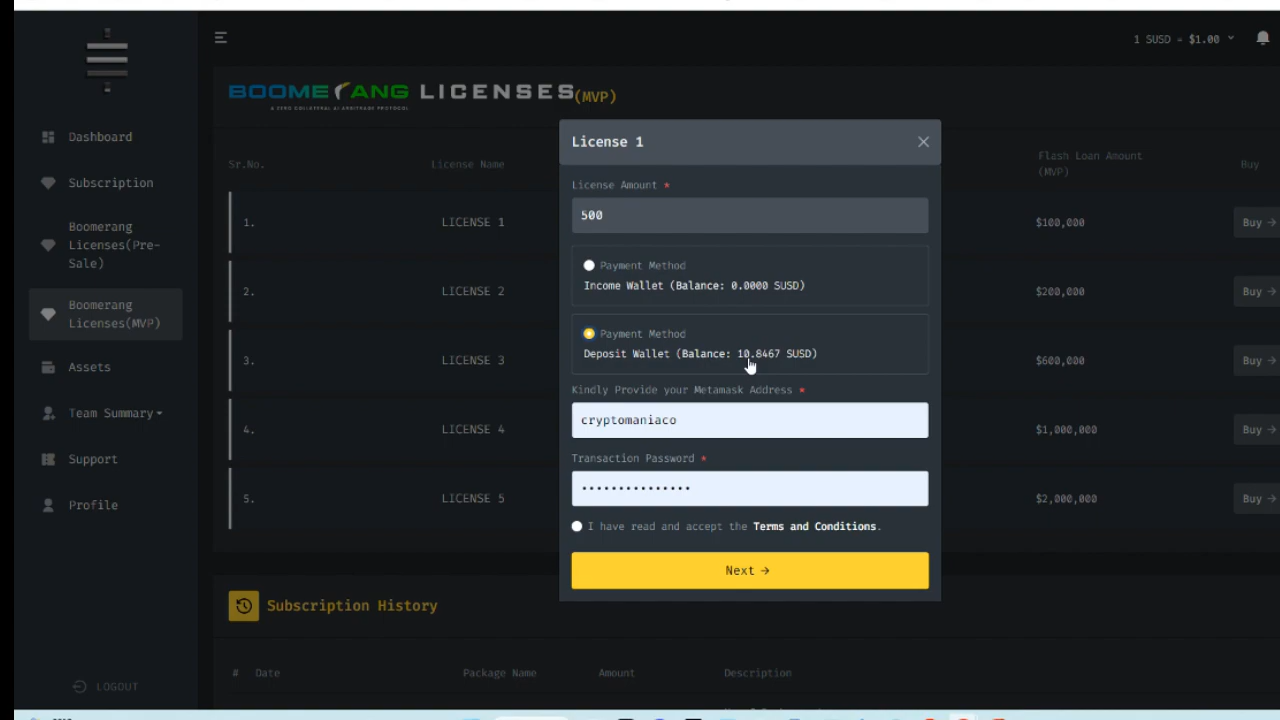 1 SUSD = $1.00
BOOMERANG LICENSES(MVP)
A ZERO COLLATERAL AI ARBITRAGE PROTOCOL
Dashboard
Subscription
Boomerang
Licenses(Pre-
Sale)
Boomerang
Licenses(MVP)
Assets
Team Summary
Support
Profile
LOGOUT
Sr.No.
License Name
Flash Loan Amount
(MVP)
Buy
1.
LICENSE 1
$100,000
Buy →
2.
LICENSE 2
$200,000
Buy →
3.
LICENSE 3
$600,000
Buy →
4.
LICENSE 4
$1,000,000
Buy →
5.
LICENSE 5
$2,000,000
Buy →
License 1
License Amount *
500
Payment Method
Income Wallet (Balance: 0.0000 SUSD)
Payment Method
Deposit Wallet (Balance: 10.8467 SUSD)
Kindly Provide your Metamask Address *
cryptomaniaco
Transaction Password *
•••••••••••••••
I have read and accept the Terms and Conditions.
Next →
Subscription History
# Date
Package Name
Amount
Description